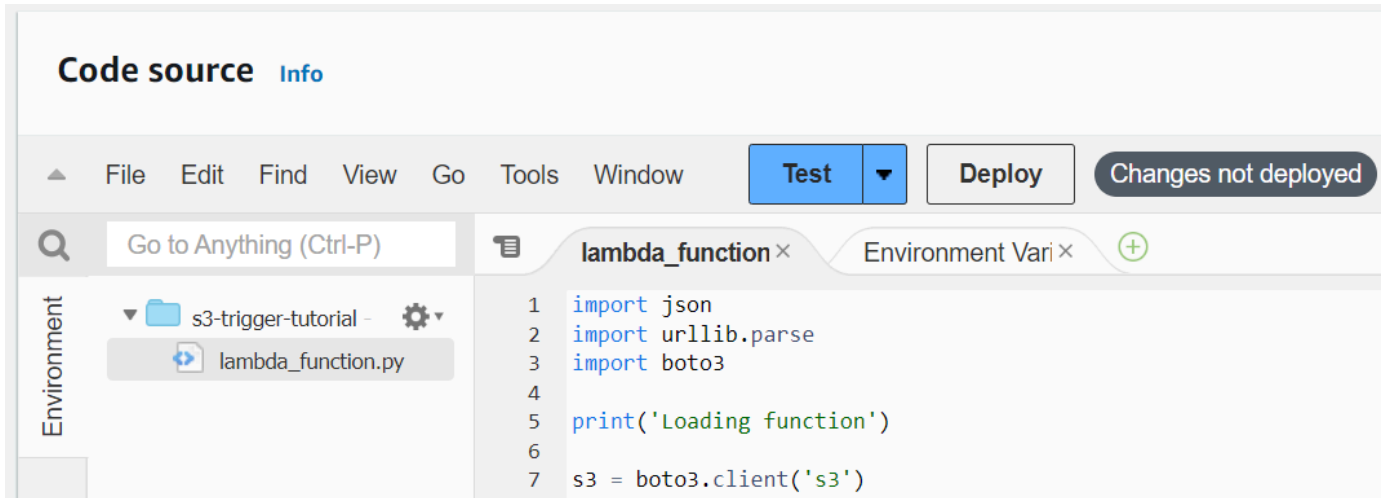 Code source Info
File Edit Find View Go Tools Window Test Deploy Changes not deployed
Go to Anything (Ctrl-P)
lambda_function × Environment Vari ×
Environment
s3-trigger-tutorial -
lambda_function.py
1 import json
2 import urllib.parse
3 import boto3
4
5 print('Loading function')
6
7 s3 = boto3.client('s3')